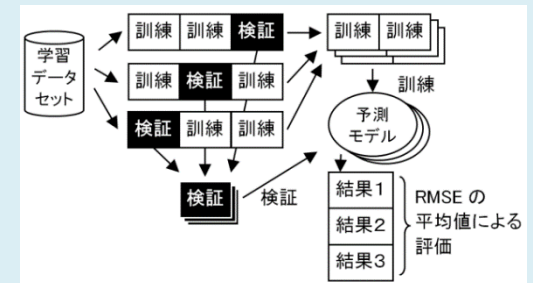 学習
データ
セット
訓練 訓練 検証
訓練 検証 訓練
検証 訓練 訓練
検証
検証
訓練 訓練
訓練
予測
モデル
結果1
結果2
結果3
RMSE の
平均値による
評価